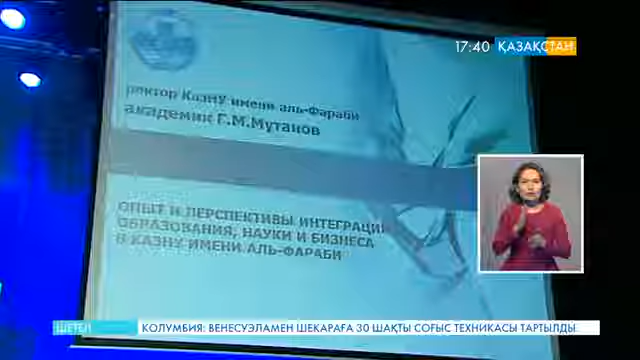 17:40 ҚАЗАҚСТАН
ректор КазНУ имени аль-Фараби
академик Г.М.Мутанов
ОПЫТ И ПЕРСПЕКТИВЫ ИНТЕГРАЦИИ
ОБРАЗОВАНИЯ, НАУКИ И БИЗНЕСА
В КАЗНУ ИМЕНИ АЛЬ-ФАРАБИ
ШЕТЕЛ
КОЛУМБИЯ: ВЕНЕСУЭЛАМЕН ШЕКАРАҒА 30 ШАҚТЫ СОҒЫС ТЕХНИКАСЫ ТАРТЫЛДЫ